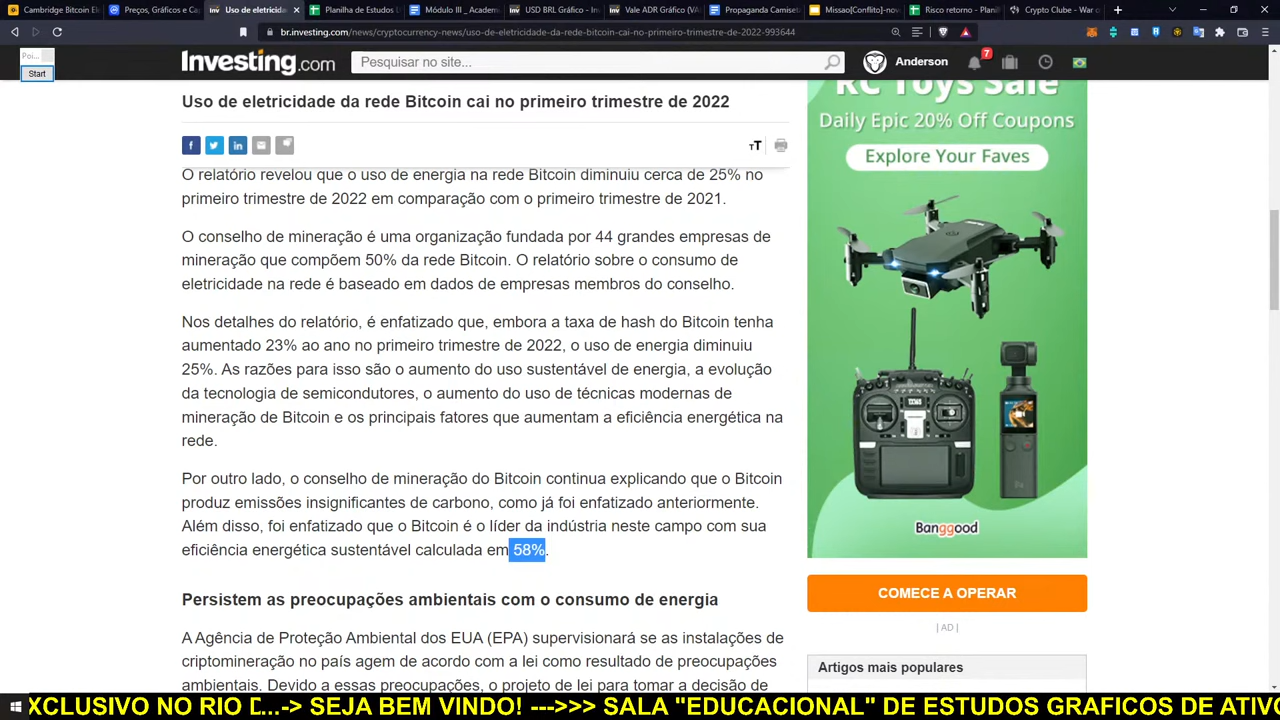 Cambridge Bitcoin El
Preços, Gráficos e Ca
Uso de eletricidad
Planilha de Estudos I
Módulo III _ Acade
USD BRL Gráfico - Inv
Vale ADR Gráfico (VA
Propaganda Camiset
Missao[Conflito]-nov
Risco retorno - Planil
Crypto Clube - War
br.investing.com/news/cryptocurrency-news/uso-de-eletricidade-da-rede-bitcoin-cai-no-primeiro-trimestre-de-2022-993644
Poi...
Start
Investing.com
Pesquisar no site...
7
Anderson
Uso de eletricidade da rede Bitcoin cai no primeiro trimestre de 2022
TT
O relatório revelou que o uso de energia na rede Bitcoin diminuiu cerca de 25% no
primeiro trimestre de 2022 em comparação com o primeiro trimestre de 2021.
O conselho de mineração é uma organização fundada por 44 grandes empresas de
mineração que compõem 50% da rede Bitcoin. O relatório sobre o consumo de
eletricidade na rede é baseado em dados de empresas membros do conselho.
Nos detalhes do relatório, é enfatizado que, embora a taxa de hash do Bitcoin tenha
aumentado 23% ao ano no primeiro trimestre de 2022, o uso de energia diminuiu
25%. As razões para isso são o aumento do uso sustentável de energia, a evolução
da tecnologia de semicondutores, o aumento do uso de técnicas modernas de
mineração de Bitcoin e os principais fatores que aumentam a eficiência energética na
rede.
Por outro lado, o conselho de mineração do Bitcoin continua explicando que o Bitcoin
produz emissões insignificantes de carbono, como já foi enfatizado anteriormente.
Além disso, foi enfatizado que o Bitcoin é o líder da indústria neste campo com sua
eficiência energética sustentável calculada em 58%.
Persistem as preocupações ambientais com o consumo de energia
A Agência de Proteção Ambiental dos EUA (EPA) supervisionará se as instalações de
criptomineração no país agem de acordo com a lei como resultado de preocupações
ambientais. Devido a essas preocupações, o projeto de lei para tomar a decisão de
RC Toys Sale
Daily Epic 20% Off Coupons
Explore Your Faves
Banggood
COMECE A OPERAR
| AD |
Artigos mais populares
XCLUSIVO NO RIO D...-> SEJA BEM VINDO! --->>> SALA "EDUCACIONAL" DE ESTUDOS GRAFICOS DE ATIVO